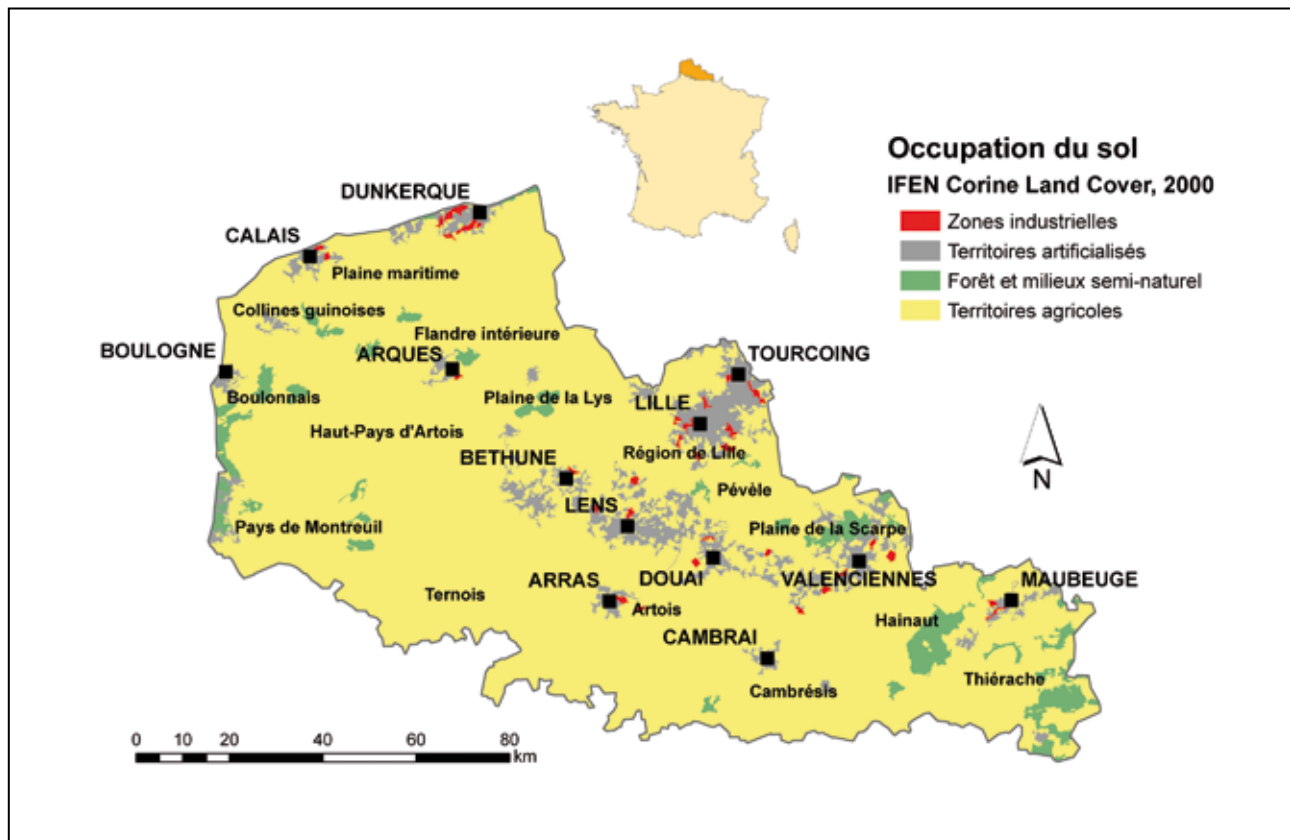 Occupation du sol
IFEN Corine Land Cover, 2000
Zones industrielles
Territoires artificialisés
Forêt et milieux semi-naturel
Territoires agricoles
DUNKERQUE
CALAIS
Plaine maritime
Collines guinoises
Flandre intérieure
BOULOGNE
ARQUES
TOURCOING
Boulonnais
Plaine de la Lys
LILLE
Haut-Pays d'Artois
Région de Lille
BETHUNE
Pévèle
LENS
Pays de Montreuil
Plaine de la Scarpe
DOUAI
VALENCIENNES
MAUBEUGE
ARRAS
Ternois
Artois
Hainaut
CAMBRAI
Thiérache
Cambrésis
N
0 10 20 40 60 80
km